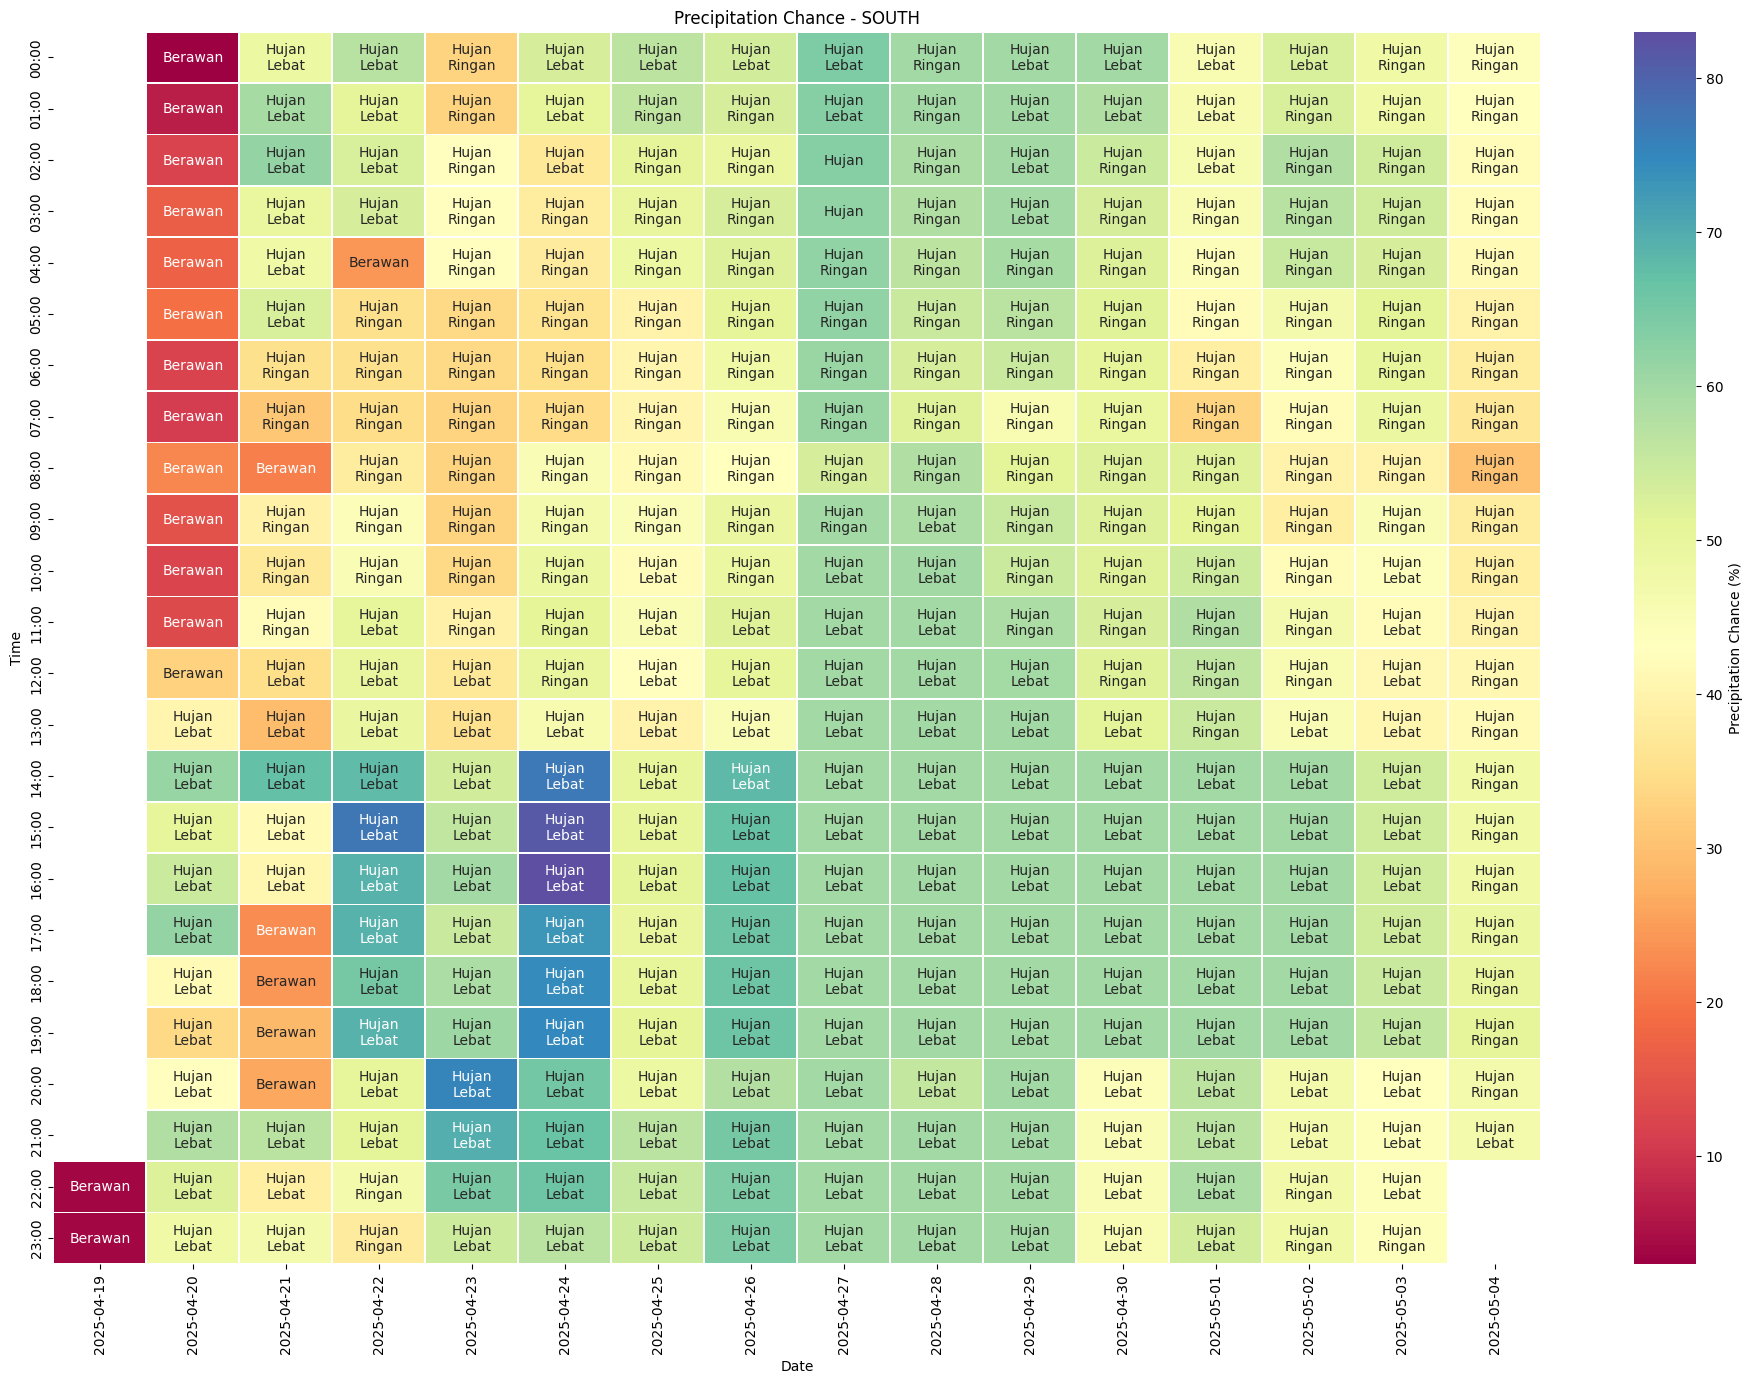 Precipitation Chance - SOUTH
00:00 Berawan Hujan Hujan Hujan Hujan Hujan Hujan Hujan Hujan Hujan Hujan Hujan Hujan Hujan Hujan
Lebat Lebat Ringan Lebat Lebat Lebat Lebat Ringan Lebat Lebat Lebat Lebat Ringan Ringan
01:00 Berawan Hujan Hujan Hujan Hujan Hujan Hujan Hujan Hujan Hujan Hujan Hujan Hujan Hujan Hujan
Lebat Lebat Ringan Lebat Ringan Ringan Lebat Ringan Lebat Lebat Lebat Ringan Ringan Ringan
02:00 Berawan Hujan Hujan Hujan Hujan Hujan Hujan Hujan Hujan Hujan Hujan Hujan Hujan Hujan Hujan
Lebat Lebat Ringan Lebat Ringan Ringan Ringan Lebat Ringan Lebat Ringan Ringan Ringan
03:00 Berawan Hujan Hujan Hujan Hujan Hujan Hujan Hujan Hujan Hujan Hujan Hujan Hujan Hujan Hujan
Lebat Lebat Ringan Ringan Ringan Ringan Ringan Lebat Ringan Ringan Ringan Ringan Ringan
04:00 Berawan Hujan Berawan Hujan Hujan Hujan Hujan Hujan Hujan Hujan Hujan Hujan Hujan Hujan Hujan
Lebat Ringan Ringan Ringan Ringan Ringan Ringan Ringan Ringan Ringan Ringan Ringan Ringan
05:00 Berawan Hujan Hujan Hujan Hujan Hujan Hujan Hujan Hujan Hujan Hujan Hujan Hujan Hujan Hujan
Lebat Ringan Ringan Ringan Ringan Ringan Ringan Ringan Ringan Ringan Ringan Ringan Ringan Ringan
06:00 Berawan Hujan Hujan Hujan Hujan Hujan Hujan Hujan Hujan Hujan Hujan Hujan Hujan Hujan Hujan
Ringan Ringan Ringan Ringan Ringan Ringan Ringan Ringan Ringan Ringan Ringan Ringan Ringan Ringan
07:00 Berawan Hujan Hujan Hujan Hujan Hujan Hujan Hujan Hujan Hujan Hujan Hujan Hujan Hujan Hujan
Ringan Ringan Ringan Ringan Ringan Ringan Ringan Ringan Ringan Ringan Ringan Ringan Ringan Ringan
08:00 Berawan Berawan Hujan Hujan Hujan Hujan Hujan Hujan Hujan Hujan Hujan Hujan Hujan Hujan Hujan
Ringan Ringan Ringan Ringan Ringan Ringan Ringan Ringan Ringan Ringan Ringan Ringan Ringan
09:00 Berawan Hujan Hujan Hujan Hujan Hujan Hujan Hujan Hujan Hujan Hujan Hujan Hujan Hujan Hujan
Ringan Ringan Ringan Ringan Ringan Ringan Ringan Lebat Ringan Ringan Ringan Ringan Ringan Ringan
10:00 Berawan Hujan Hujan Hujan Hujan Hujan Hujan Hujan Hujan Hujan Hujan Hujan Hujan Hujan Hujan
Ringan Ringan Ringan Ringan Lebat Ringan Lebat Lebat Ringan Ringan Ringan Ringan Lebat Ringan
11:00 Berawan Hujan Hujan Hujan Hujan Hujan Hujan Hujan Hujan Hujan Hujan Hujan Hujan Hujan Hujan
Ringan Lebat Ringan Ringan Lebat Lebat Lebat Lebat Ringan Ringan Ringan Ringan Lebat Ringan
12:00 Berawan Hujan Hujan Hujan Hujan Hujan Hujan Hujan Hujan Hujan Hujan Hujan Hujan Hujan Hujan
Lebat Lebat Lebat Ringan Lebat Lebat Lebat Lebat Lebat Ringan Ringan Ringan Lebat Ringan
13:00 Hujan Hujan Hujan Hujan Hujan Hujan Hujan Hujan Hujan Hujan Hujan Hujan Hujan Hujan Hujan
Lebat Lebat Lebat Lebat Lebat Lebat Lebat Lebat Lebat Lebat Lebat Ringan Lebat Lebat Ringan
14:00 Hujan Hujan Hujan Hujan Hujan Hujan Hujan Hujan Hujan Hujan Hujan Hujan Hujan Hujan Hujan
Lebat Lebat Lebat Lebat Lebat Lebat Lebat Lebat Lebat Lebat Lebat Lebat Lebat Lebat Ringan
15:00 Hujan Hujan Hujan Hujan Hujan Hujan Hujan Hujan Hujan Hujan Hujan Hujan Hujan Hujan Hujan
Lebat Lebat Lebat Lebat Lebat Lebat Lebat Lebat Lebat Lebat Lebat Lebat Lebat Lebat Ringan
16:00 Hujan Hujan Hujan Hujan Hujan Hujan Hujan Hujan Hujan Hujan Hujan Hujan Hujan Hujan Hujan
Lebat Lebat Lebat Lebat Lebat Lebat Lebat Lebat Lebat Lebat Lebat Lebat Lebat Lebat Ringan
17:00 Hujan Berawan Hujan Hujan Hujan Hujan Hujan Hujan Hujan Hujan Hujan Hujan Hujan Hujan Hujan
Lebat Lebat Lebat Lebat Lebat Lebat Lebat Lebat Lebat Lebat Lebat Lebat Lebat Ringan
18:00 Hujan Berawan Hujan Hujan Hujan Hujan Hujan Hujan Hujan Hujan Hujan Hujan Hujan Hujan Hujan
Lebat Lebat Lebat Lebat Lebat Lebat Lebat Lebat Lebat Lebat Lebat Lebat Lebat Ringan
19:00 Hujan Berawan Hujan Hujan Hujan Hujan Hujan Hujan Hujan Hujan Hujan Hujan Hujan Hujan Hujan
Lebat Lebat Lebat Lebat Lebat Lebat Lebat Lebat Lebat Lebat Lebat Lebat Lebat Ringan
20:00 Hujan Berawan Hujan Hujan Hujan Hujan Hujan Hujan Hujan Hujan Hujan Hujan Hujan Hujan Hujan
Lebat Lebat Lebat Lebat Lebat Lebat Lebat Lebat Lebat Lebat Lebat Lebat Lebat Ringan
21:00 Hujan Hujan Hujan Hujan Hujan Hujan Hujan Hujan Hujan Hujan Hujan Hujan Hujan Hujan Hujan
Lebat Lebat Lebat Lebat Lebat Lebat Lebat Lebat Lebat Lebat Lebat Lebat Lebat Lebat Lebat
22:00 Berawan Hujan Hujan Hujan Hujan Hujan Hujan Hujan Hujan Hujan Hujan Hujan Hujan Hujan Hujan
Lebat Lebat Ringan Lebat Lebat Lebat Lebat Lebat Lebat Lebat Lebat Lebat Ringan Lebat
23:00 Berawan Hujan Hujan Hujan Hujan Hujan Hujan Hujan Hujan Hujan Hujan Hujan Hujan Hujan Hujan
Lebat Lebat Ringan Lebat Lebat Lebat Lebat Lebat Lebat Lebat Lebat Lebat Ringan Ringan
Time
2025-04-19
2025-04-20
2025-04-21
2025-04-22
2025-04-23
2025-04-24
2025-04-25
2025-04-26
2025-04-27
2025-04-28
2025-04-29
2025-04-30
2025-05-01
2025-05-02
2025-05-03
2025-05-04
Date
80
70
60
50
40
30
20
10
Precipitation Chance (%)